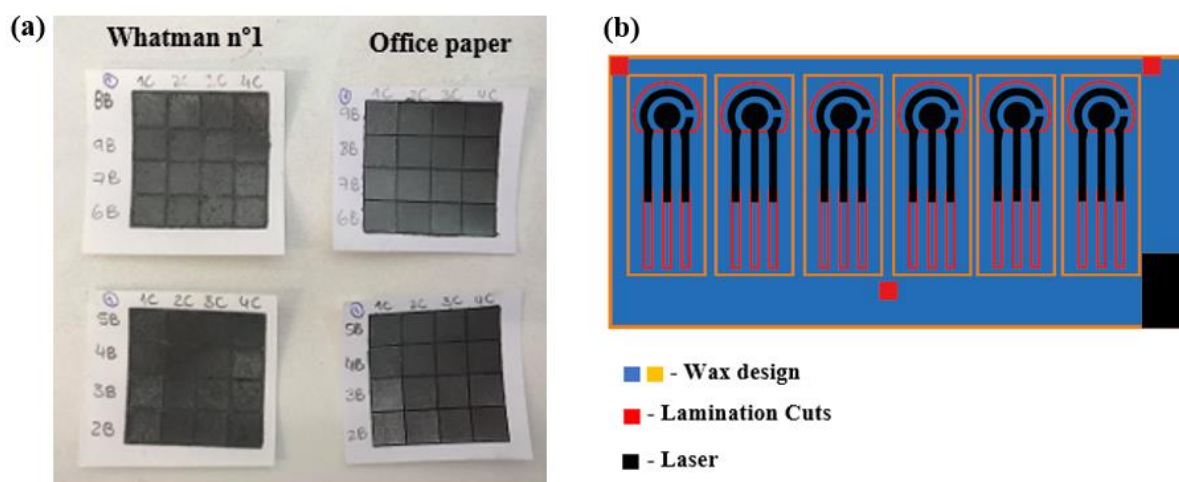 (a)
Whatman n°1
Office paper
1C 2C 3C 4C
8B
9B
7B
6B
1C 2C 3C 4C
9B
8B
7B
6B
1C 2C 3C 4C
5B
4B
3B
2B
1C 2C 3C 4C
5B
4B
3B
2B
(b)
- Wax design
- Lamination Cuts
- Laser